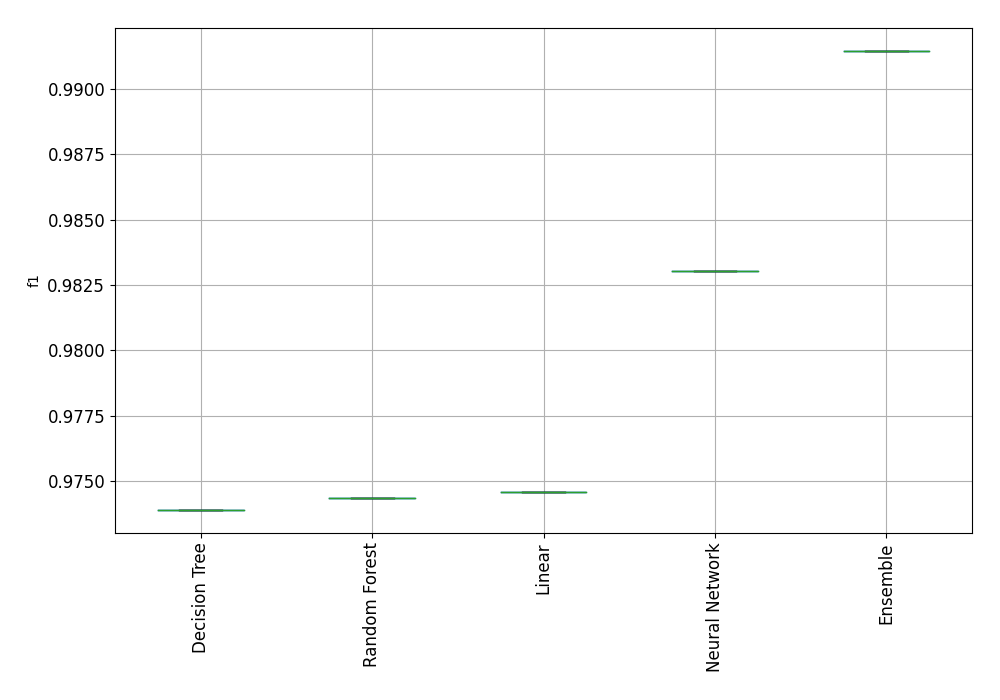 0.9900
0.9875
0.9850
0.9825
0.9800
0.9775
0.9750
f1
Decision Tree
Random Forest
Linear
Neural Network
Ensemble